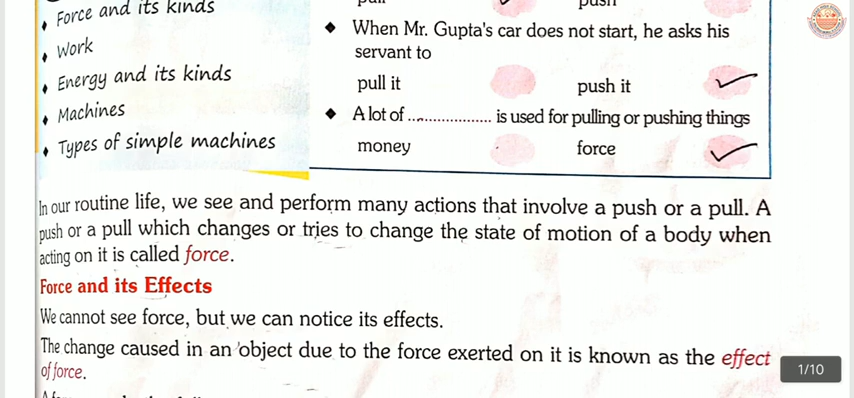 Force and its kinds
Work
Energy and its kinds
Machines
Types of simple machines
pull
push
When Mr. Gupta's car does not start, he asks his
servant to
pull it
push it
A lot of .................... is used for pulling or pushing things
money
force
In our routine life, we see and perform many actions that involve a push or a pull. A
push or a pull which changes or tries to change the state of motion of a body when
acting on it is called force.
Force and its Effects
We cannot see force, but we can notice its effects.
The change caused in an object due to the force exerted on it is known as the effect
of force.
1/10